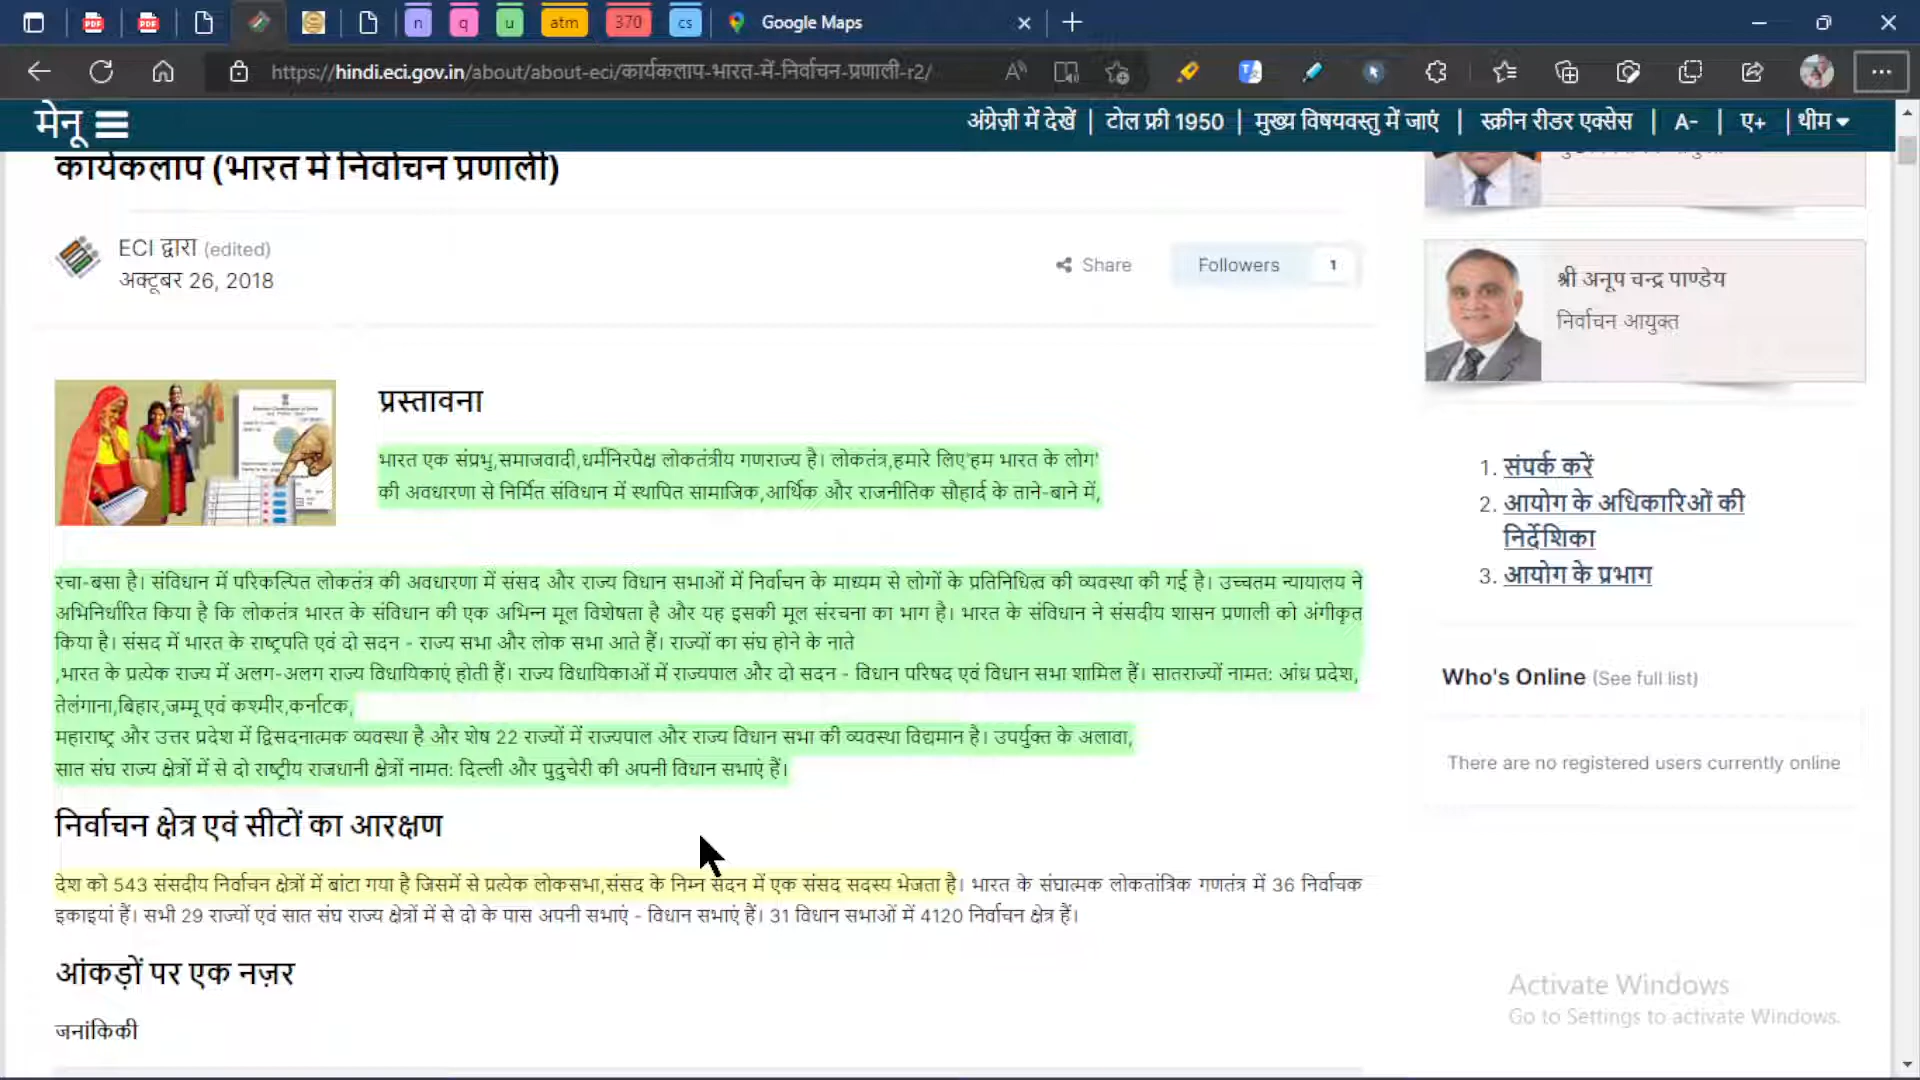 n
q
u
atm
370
cs
Google Maps
https://hindi.eci.gov.in/about/about-eci/कार्यकलाप-भारत-में-निर्वाचन-प्रणाली-r2/
मेनू
अंग्रेज़ी में देखें | टोल फ्री 1950 | मुख्य विषयवस्तु में जाएं | स्क्रीन रीडर एक्सेस | A- | ए+ | थीम
कार्यकलाप (भारत में निर्वाचन प्रणाली)
ECI द्वारा (edited)
अक्टूबर 26, 2018
Share
Followers 1
प्रस्तावना
भारत एक संप्रभु,समाजवादी,धर्मनिरपेक्ष लोकतंत्रीय गणराज्य है। लोकतंत्र,हमारे लिए'हम भारत के लोग'
की अवधारणा से निर्मित संविधान में स्थापित सामाजिक,आर्थिक और राजनीतिक सौहार्द के ताने-बाने में,
रचा-बसा है। संविधान में परिकल्पित लोकतंत्र की अवधारणा में संसद और राज्य विधान सभाओं में निर्वाचन के माध्यम से लोगों के प्रतिनिधित्व की व्यवस्था की गई है। उच्चतम न्यायालय ने
अभिनिर्धारित किया है कि लोकतंत्र भारत के संविधान की एक अभिन्न मूल विशेषता है और यह इसकी मूल संरचना का भाग है। भारत के संविधान ने संसदीय शासन प्रणाली को अंगीकृत
किया है। संसद में भारत के राष्ट्रपति एवं दो सदन - राज्य सभा और लोक सभा आते हैं। राज्यों का संघ होने के नाते
,भारत के प्रत्येक राज्य में अलग-अलग राज्य विधायिकाएं होती हैं। राज्य विधायिकाओं में राज्यपाल और दो सदन - विधान परिषद एवं विधान सभा शामिल हैं। सातराज्यों नामत: आंध्र प्रदेश,
तेलंगाना,बिहार,जम्मू एवं कश्मीर,कर्नाटक,
महाराष्ट्र और उत्तर प्रदेश में द्विसदनात्मक व्यवस्था है और शेष 22 राज्यों में राज्यपाल और राज्य विधान सभा की व्यवस्था विद्यमान है। उपर्युक्त के अलावा,
सात संघ राज्य क्षेत्रों में से दो राष्ट्रीय राजधानी क्षेत्रों नामत: दिल्ली और पुदुचेरी की अपनी विधान सभाएं हैं।
निर्वाचन क्षेत्र एवं सीटों का आरक्षण
देश को 543 संसदीय निर्वाचन क्षेत्रों में बांटा गया है जिसमें से प्रत्येक लोकसभा,संसद के निम्न सदन में एक संसद सदस्य भेजता है। भारत के संघात्मक लोकतांत्रिक गणतंत्र में 36 निर्वाचक
इकाइयां हैं। सभी 29 राज्यों एवं सात संघ राज्य क्षेत्रों में से दो के पास अपनी सभाएं - विधान सभाएं हैं। 31 विधान सभाओं में 4120 निर्वाचन क्षेत्र हैं।
आंकड़ों पर एक नज़र
जनांकिकी
श्री अनूप चन्द्र पाण्डेय
निर्वाचन आयुक्त
1. संपर्क करें
2. आयोग के अधिकारिओं की
निर्देशिका
3. आयोग के प्रभाग
Who's Online (See full list)
There are no registered users currently online
Activate Windows
Go to Settings to activate Windows.